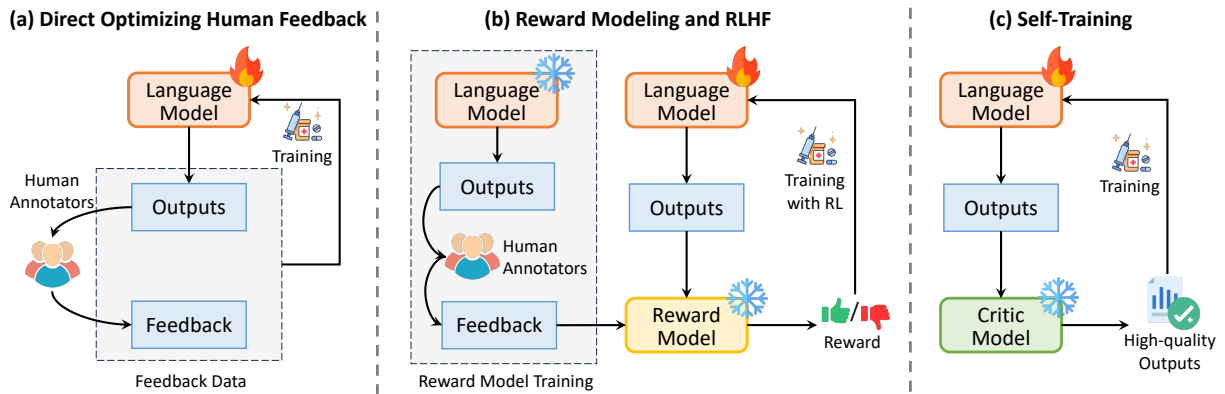 (a) Direct Optimizing Human Feedback
Language
Model
Training
Human
Annotators
Outputs
Feedback
Feedback Data
(b) Reward Modeling and RLHF
Language
Model
Outputs
Human
Annotators
Feedback
Reward Model Training
Language
Model
Training
with RL
Outputs
Reward
Model
/
Reward
(c) Self-Training
Language
Model
Training
Outputs
Critic
Model
High-quality
Outputs